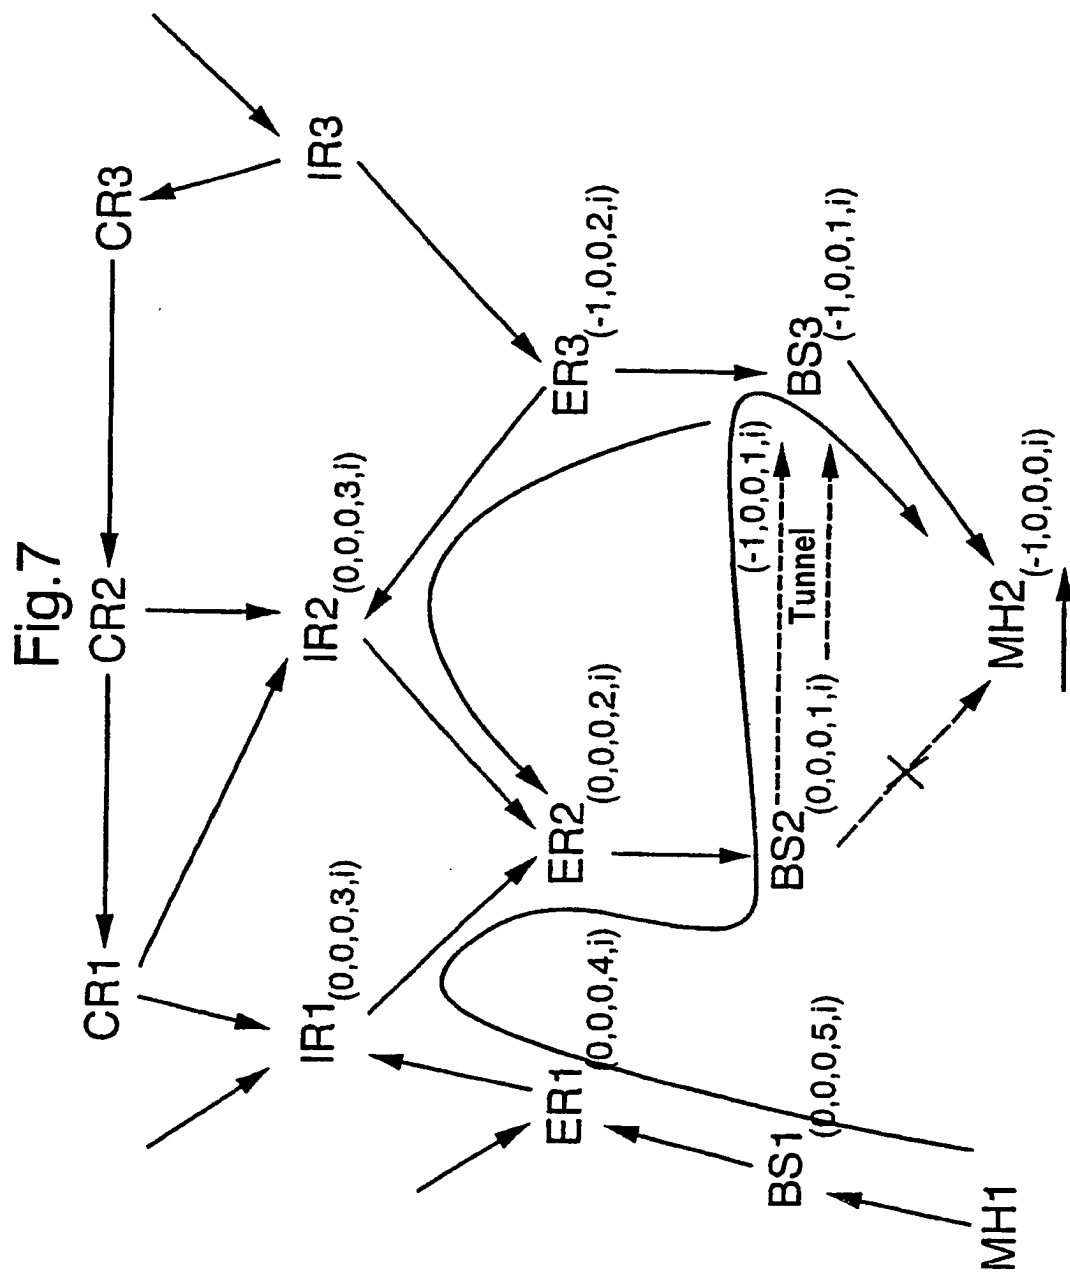 Fig.7
CR1
CR2
CR3
IR1(0,0,0,3,i)
IR2(0,0,0,3,i)
IR3
ER1(0,0,0,4,i)
ER2(0,0,0,2,i)
ER3(-1,0,0,2,i)
(-1,0,0,1,i)
Tunnel
BS1(0,0,0,5,i)
BS2(0,0,0,1,i)
BS3(-1,0,0,1,i)
MH1
MH2(-1,0,0,0,i)